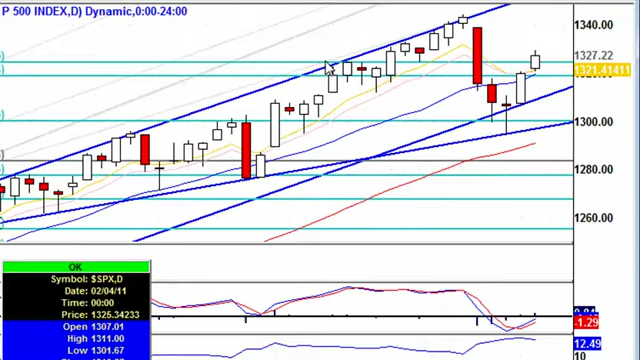 P 500 INDEX,D) Dynamic,0:00-24:00
1340.00
1327.22
1321.41411
1300.00
1280.00
1260.00
OK
Symbol: $SPX,D
Date: 02/04/11
Time: 00:00
Price: 1325.34233
Open 1307.01
High 1311.00
Low 1301.67
-1.29
12.49
10